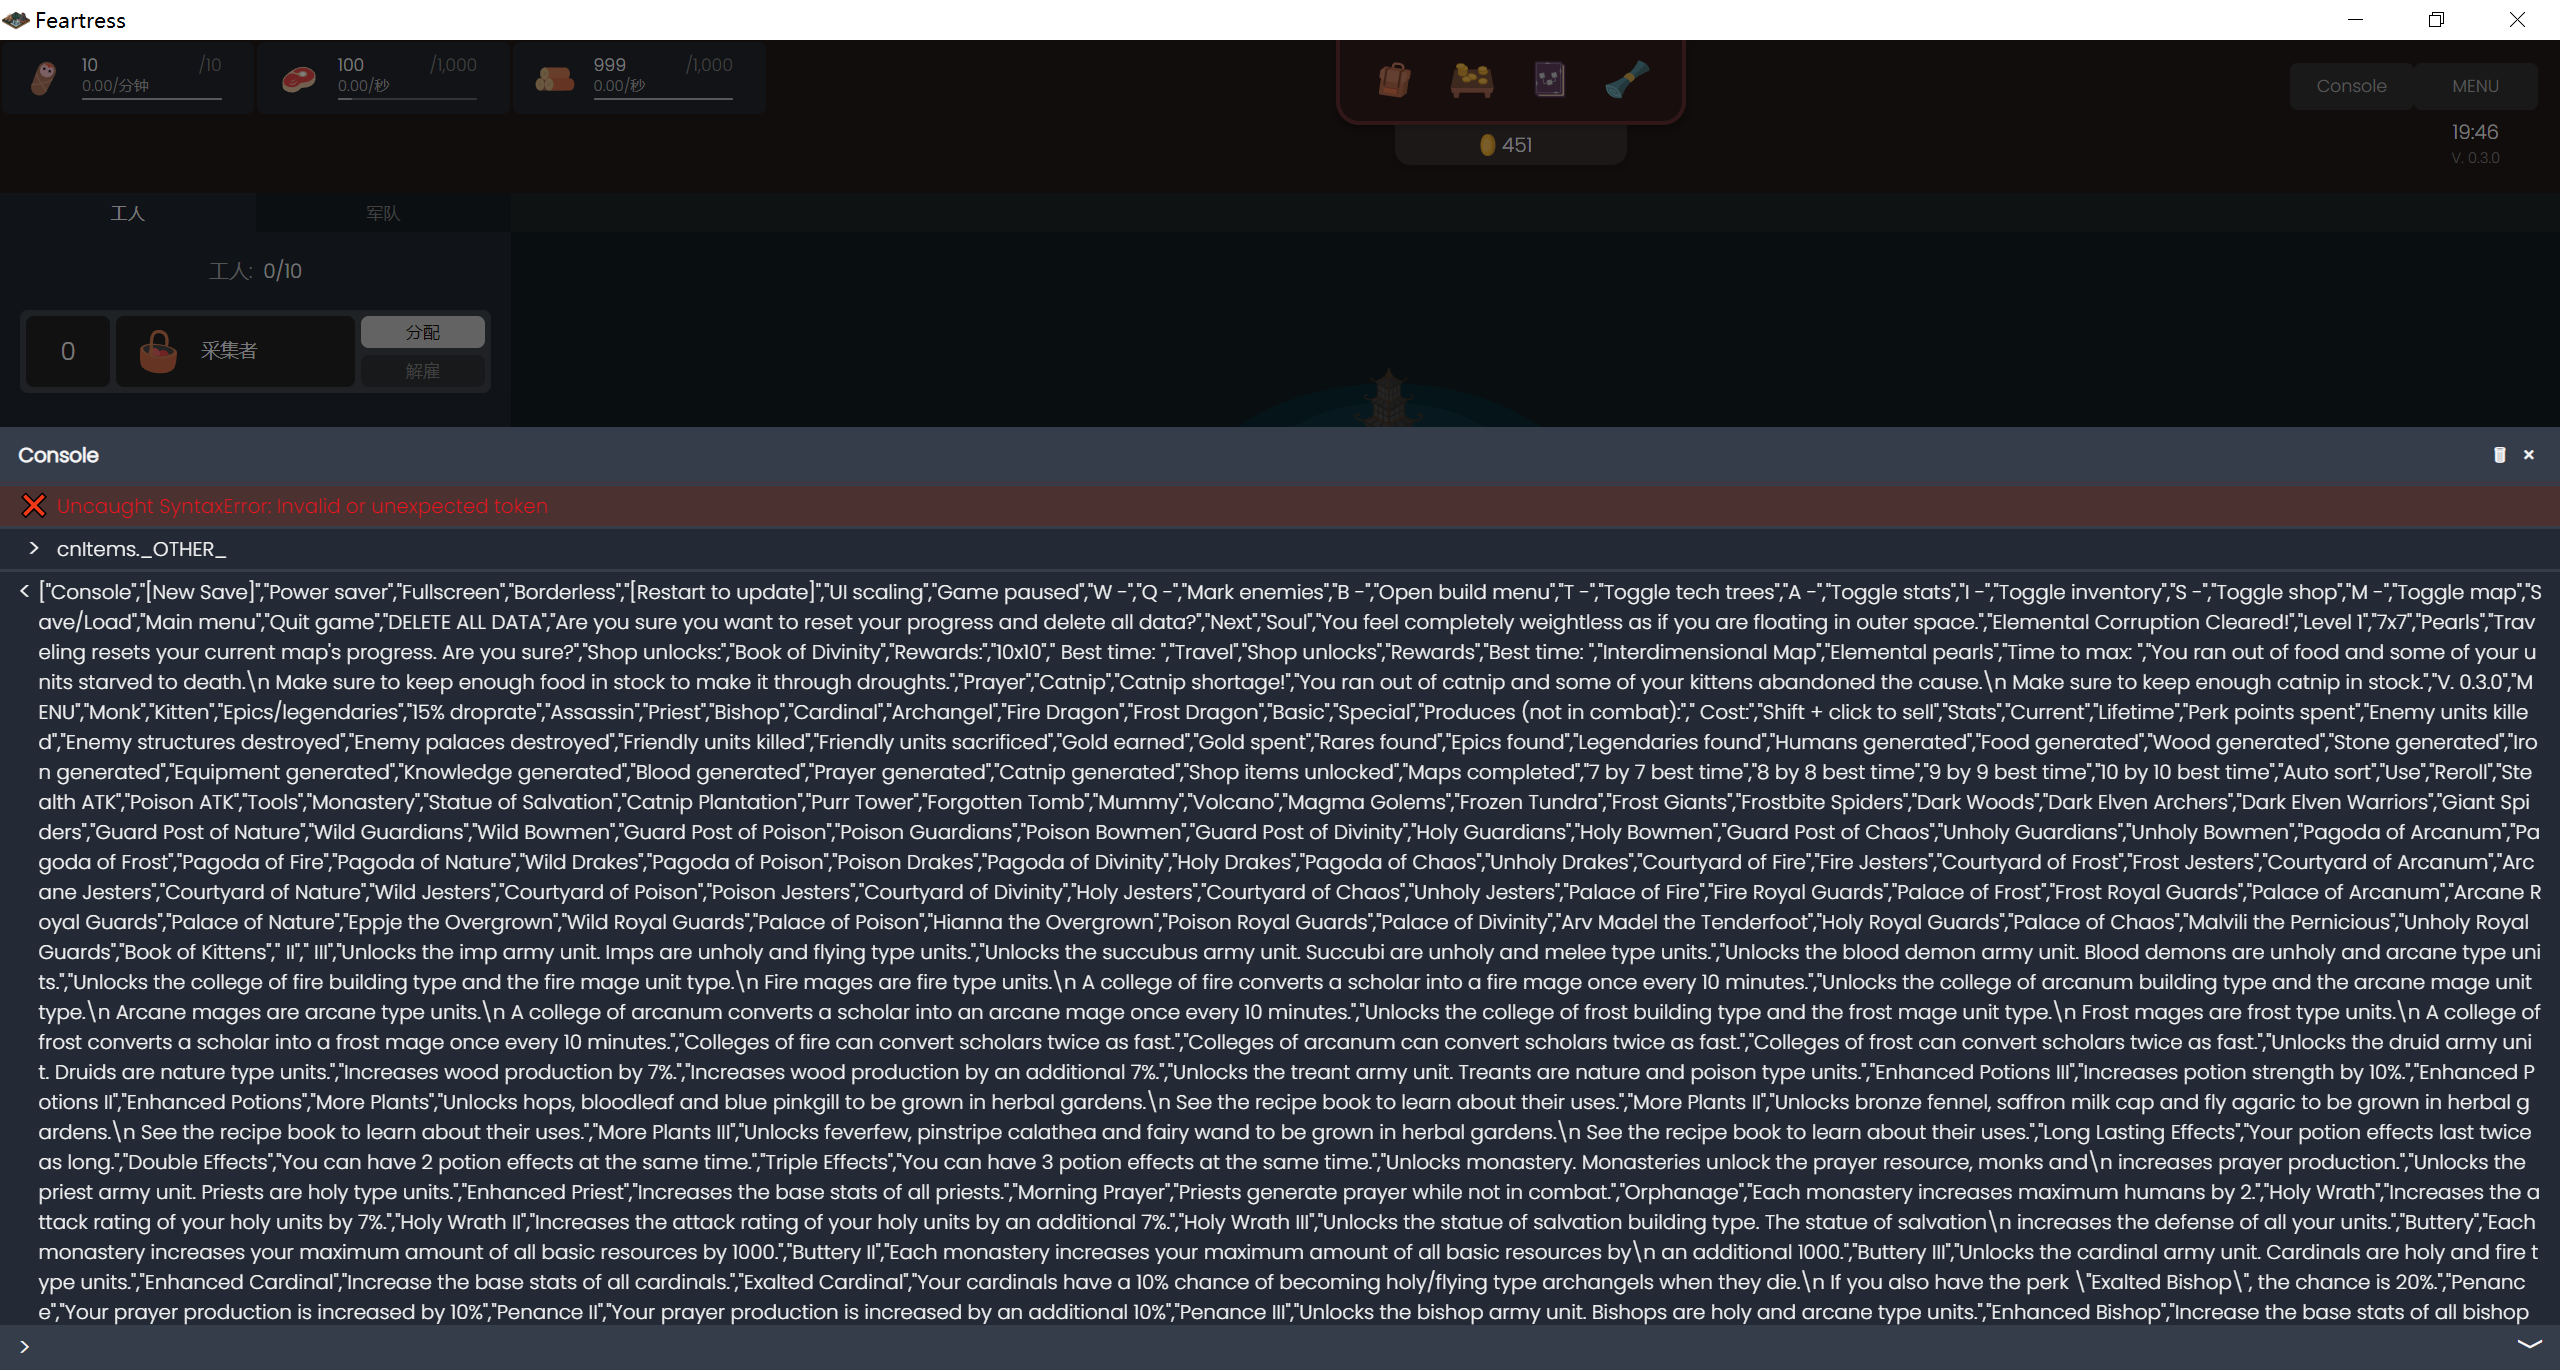 Feartress
10 /10
0.00/分钟
100 /1,000
0.00/秒
999 /1,000
0.00/秒
451
Console MENU
19:46
V. 0.3.0
工人 军队
工人: 0/10
0 采集者 分配
解雇
Console
Uncaught SyntaxError: Invalid or unexpected token
> cnItems._OTHER_
< ["Console","[New Save]","Power saver","Fullscreen","Borderless","[Restart to update]","UI scaling","Game paused","W -","Q -","Mark enemies","B -","Open build menu","T -","Toggle tech trees","A -","Toggle stats","I -","Toggle inventory","S -","Toggle shop","M -","Toggle map","S
ave/Load","Main menu","Quit game","DELETE ALL DATA","Are you sure you want to reset your progress and delete all data?","Next","Soul","You feel completely weightless as if you are floating in outer space.","Elemental Corruption Cleared!","Level 1","7x7","Pearls","Trav
eling resets your current map's progress. Are you sure?","Shop unlocks:","Book of Divinity","Rewards:","10x10"," Best time: ","Travel","Shop unlocks","Rewards","Best time: ","Interdimensional Map","Elemental pearls","Time to max: ","You ran out of food and some of your u
nits starved to death.\n Make sure to keep enough food in stock to make it through droughts.","Prayer","Catnip","Catnip shortage!","You ran out of catnip and some of your kittens abandoned the cause.\n Make sure to keep enough catnip in stock.","V. 0.3.0","M
ENU","Monk","Kitten","Epics/legendaries","15% droprate","Assassin","Priest","Bishop","Cardinal","Archangel","Fire Dragon","Frost Dragon","Basic","Special","Produces (not in combat):"," Cost:","Shift + click to sell","Stats","Current","Lifetime","Perk points spent","Enemy units kille
d","Enemy structures destroyed","Enemy palaces destroyed","Friendly units killed","Friendly units sacrificed","Gold earned","Gold spent","Rares found","Epics found","Legendaries found","Humans generated","Food generated","Wood generated","Stone generated","Iro
n generated","Equipment generated","Knowledge generated","Blood generated","Prayer generated","Catnip generated","Shop items unlocked","Maps completed","7 by 7 best time","8 by 8 best time","9 by 9 best time","10 by 10 best time","Auto sort","Use","Reroll","Ste
alth ATK","Poison ATK","Tools","Monastery","Statue of Salvation","Catnip Plantation","Purr Tower","Forgotten Tomb","Mummy","Volcano","Magma Golems","Frozen Tundra","Frost Giants","Frostbite Spiders","Dark Woods","Dark Elven Archers","Dark Elven Warriors","Giant Spi
ders","Guard Post of Nature","Wild Guardians","Wild Bowmen","Guard Post of Poison","Poison Guardians","Poison Bowmen","Guard Post of Divinity","Holy Guardians","Holy Bowmen","Guard Post of Chaos","Unholy Guardians","Unholy Bowmen","Pagoda of Arcanum","Pa
goda of Frost","Pagoda of Fire","Pagoda of Nature","Wild Drakes","Pagoda of Poison","Poison Drakes","Pagoda of Divinity","Holy Drakes","Pagoda of Chaos","Unholy Drakes","Courtyard of Fire","Fire Jesters","Courtyard of Frost","Frost Jesters","Courtyard of Arcanum","Arc
ane Jesters","Courtyard of Nature","Wild Jesters","Courtyard of Poison","Poison Jesters","Courtyard of Divinity","Holy Jesters","Courtyard of Chaos","Unholy Jesters","Palace of Fire","Fire Royal Guards","Palace of Frost","Frost Royal Guards","Palace of Arcanum","Arcane R
oyal Guards","Palace of Nature","Eppje the Overgrown","Wild Royal Guards","Palace of Poison","Hianna the Overgrown","Poison Royal Guards","Palace of Divinity","Arv Madel the Tenderfoot","Holy Royal Guards","Palace of Chaos","Malvili the Pernicious","Unholy Royal
Guards","Book of Kittens"," II"," III","Unlocks the imp army unit. Imps are unholy and flying type units.","Unlocks the succubus army unit. Succubi are unholy and melee type units.","Unlocks the blood demon army unit. Blood demons are unholy and arcane type uni
ts.","Unlocks the college of fire building type and the fire mage unit type.\n Fire mages are fire type units.\n A college of fire converts a scholar into a fire mage once every 10 minutes.","Unlocks the college of arcanum building type and the arcane mage unit
type.\n Arcane mages are arcane type units.\n A college of arcanum converts a scholar into an arcane mage once every 10 minutes.","Unlocks the college of frost building type and the frost mage unit type.\n Frost mages are frost type units.\n A college of
frost converts a scholar into a frost mage once every 10 minutes.","Colleges of fire can convert scholars twice as fast.","Colleges of arcanum can convert scholars twice as fast.","Colleges of frost can convert scholars twice as fast.","Unlocks the druid army uni
t. Druids are nature type units.","Increases wood production by 7%.","Increases wood production by an additional 7%.","Unlocks the treant army unit. Treants are nature and poison type units.","Enhanced Potions III","Increases potion strength by 10%.","Enhanced P
otions II","Enhanced Potions","More Plants","Unlocks hops, bloodleaf and blue pinkgill to be grown in herbal gardens.\n See the recipe book to learn about their uses.","More Plants II","Unlocks bronze fennel, saffron milk cap and fly agaric to be grown in herbal g
ardens.\n See the recipe book to learn about their uses.","More Plants III","Unlocks feverfew, pinstripe calathea and fairy wand to be grown in herbal gardens.\n See the recipe book to learn about their uses.","Long Lasting Effects","Your potion effects last twice
as long.","Double Effects","You can have 2 potion effects at the same time.","Triple Effects","You can have 3 potion effects at the same time.","Unlocks monastery. Monasteries unlock the prayer resource, monks and\n increases prayer production.","Unlocks the
priest army unit. Priests are holy type units.","Enhanced Priest","Increases the base stats of all priests.","Morning Prayer","Priests generate prayer while not in combat.","Orphanage","Each monastery increases maximum humans by 2.","Holy Wrath","Increases the a
ttack rating of your holy units by 7%.","Holy Wrath II","Increases the attack rating of your holy units by an additional 7%.","Holy Wrath III","Unlocks the statue of salvation building type. The statue of salvation\n increases the defense of all your units.","Buttery","Each
monastery increases your maximum amount of all basic resources by 1000.","Buttery II","Each monastery increases your maximum amount of all basic resources by\n an additional 1000.","Buttery III","Unlocks the cardinal army unit. Cardinals are holy and fire t
ype units.","Enhanced Cardinal","Increase the base stats of all cardinals.","Exalted Cardinal","Your cardinals have a 10% chance of becoming holy/flying type archangels when they die.\n If you also have the perk \"Exalted Bishop\", the chance is 20%.","Penanc
e","Your prayer production is increased by 10%","Penance II","Your prayer production is increased by an additional 10%","Penance III","Unlocks the bishop army unit. Bishops are holy and arcane type units.","Enhanced Bishop","Increase the base stats of all bishop
>